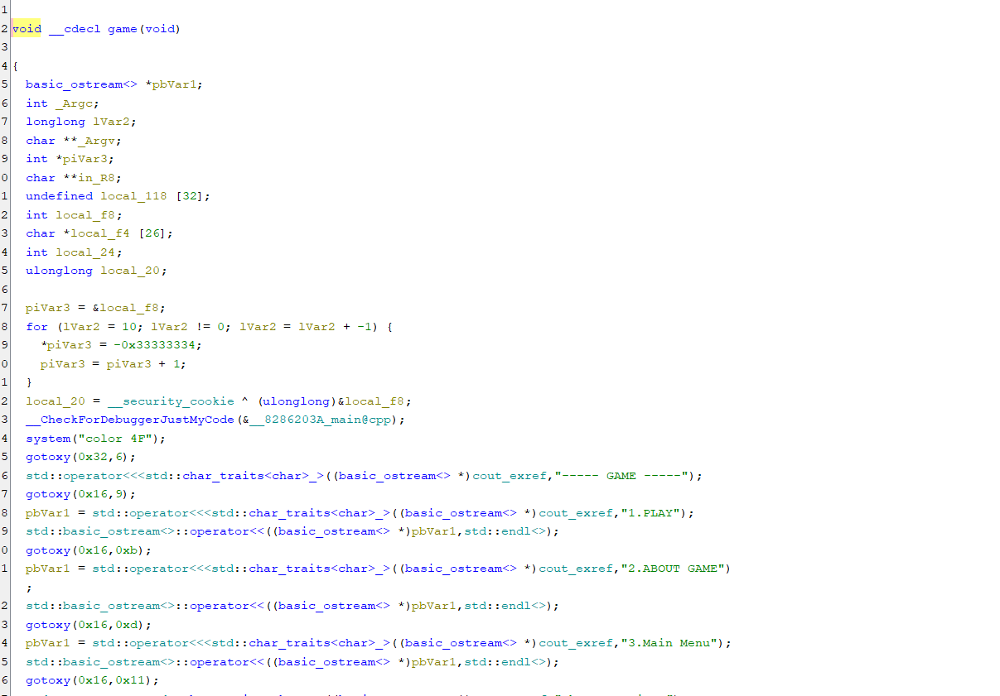 1
2 void __cdecl game(void)
3
4 {
5   basic_ostream<> *pbVar1;
6   int _Argc;
7   longlong lVar2;
8   char **_Argv;
9   int *piVar3;
0   char **in_R8;
1   undefined local_118 [32];
2   int local_f8;
3   char *local_f4 [26];
4   int local_24;
5   ulonglong local_20;
6
7   piVar3 = &local_f8;
8   for (lVar2 = 10; lVar2 != 0; lVar2 = lVar2 + -1) {
9     *piVar3 = -0x33333334;
0     piVar3 = piVar3 + 1;
1   }
2   local_20 = __security_cookie ^ (ulonglong)&local_f8;
3   __CheckForDebuggerJustMyCode(&__8286203A_main@cpp);
4   system("color 4F");
5   gotoxy(0x32,6);
6   std::operator<<<std::char_traits<char>_>((basic_ostream<> *)cout_exref,"----- GAME -----");
7   gotoxy(0x16,9);
8   pbVar1 = std::operator<<<std::char_traits<char>_>((basic_ostream<> *)cout_exref,"1.PLAY");
9   std::basic_ostream<>::operator<<((basic_ostream<> *)pbVar1,std::endl<>);
0   gotoxy(0x16,0xb);
1   pbVar1 = std::operator<<<std::char_traits<char>_>((basic_ostream<> *)cout_exref,"2.ABOUT GAME")
;
2   std::basic_ostream<>::operator<<((basic_ostream<> *)pbVar1,std::endl<>);
3   gotoxy(0x16,0xd);
4   pbVar1 = std::operator<<<std::char_traits<char>_>((basic_ostream<> *)cout_exref,"3.Main Menu");
5   std::basic_ostream<>::operator<<((basic_ostream<> *)pbVar1,std::endl<>);
6   gotoxy(0x16,0x11);